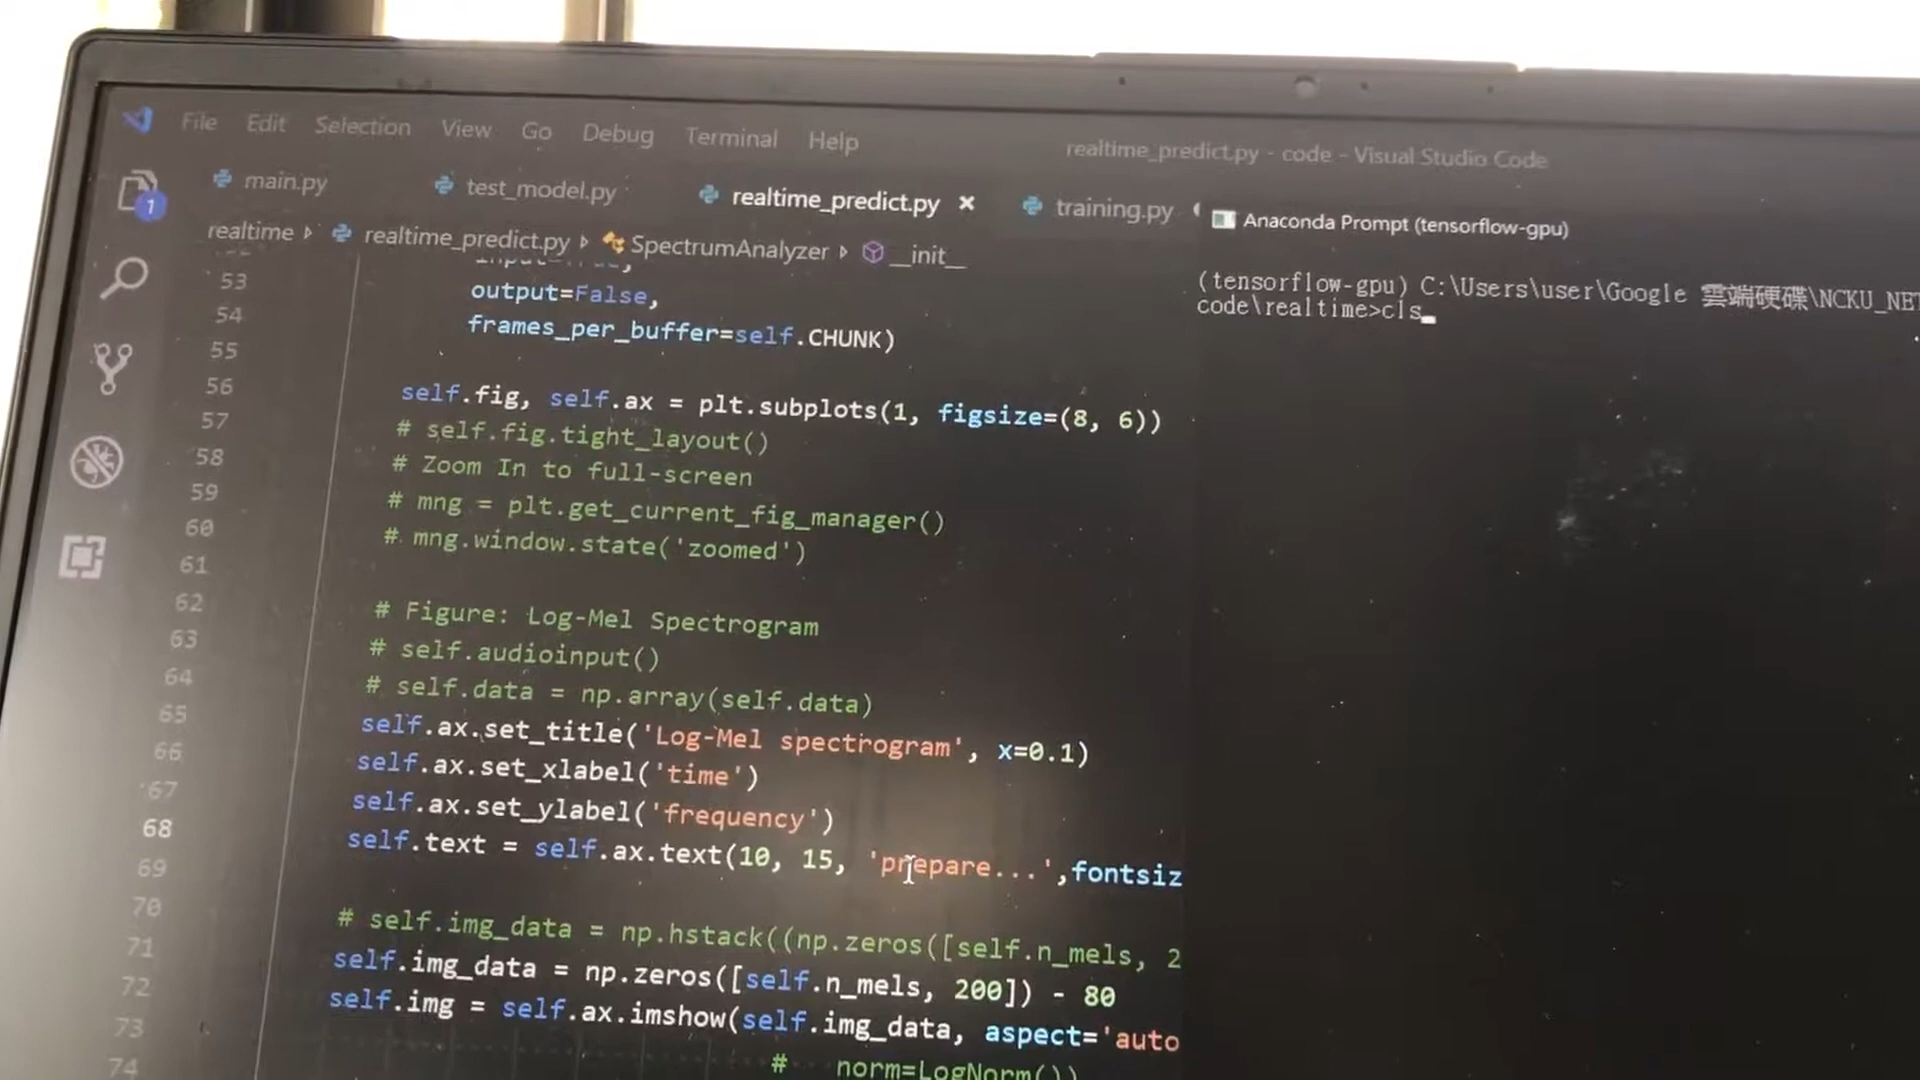 File Edit Selection View Go Debug Terminal Help
realtime_predict.py - code - Visual Studio Code
main.py test_model.py realtime_predict.py × training.py
realtime realtime_predict.py SpectrumAnalyzer __init__
1
53 output=False,
54 frames_per_buffer=self.CHUNK)
55
56 self.fig, self.ax = plt.subplots(1, figsize=(8, 6))
57 # self.fig.tight_layout()
58 # Zoom In to full-screen
59 # mng = plt.get_current_fig_manager()
60 # mng.window.state('zoomed')
61
62 # Figure: Log-Mel Spectrogram
63 # self.audioinput()
64 # self.data = np.array(self.data)
65 self.ax.set_title('Log-Mel spectrogram', x=0.1)
66 self.ax.set_xlabel('time')
67 self.ax.set_ylabel('frequency')
68 self.text = self.ax.text(10, 15, 'prepare...',fontsiz
69
70 # self.img_data = np.hstack((np.zeros([self.n_mels, 2
71 self.img_data = np.zeros([self.n_mels, 200]) - 80
72 self.img = self.ax.imshow(self.img_data, aspect='auto
73 # norm=LogNorm())
74
Anaconda Prompt (tensorflow-gpu)
(tensorflow-gpu) C:\Users\user\Google 雲端硬碟\NCKU_NET
code\realtime>cls